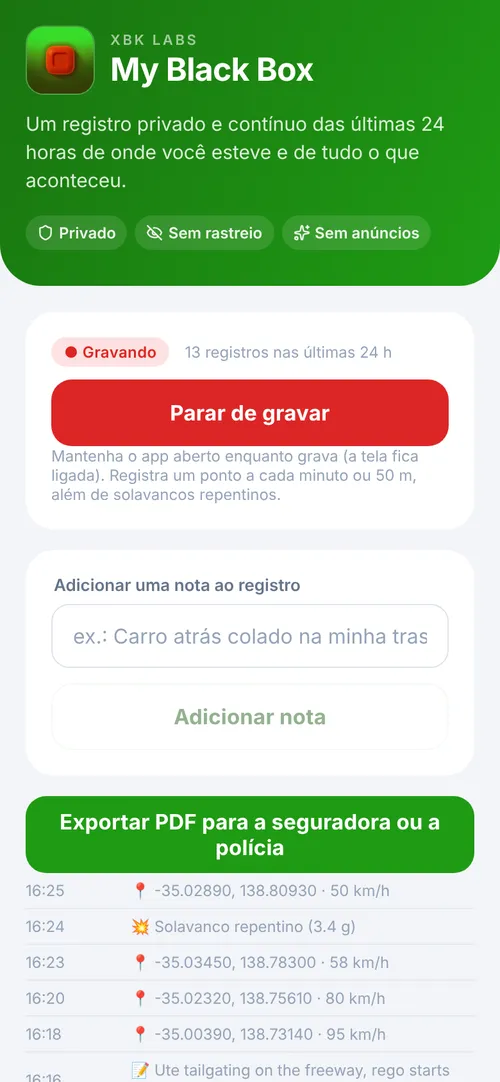 XBK LABS
My Black Box
Um registro privado e contínuo das últimas 24
horas de onde você esteve e de tudo o que
aconteceu.
Privado
Sem rastreio
Sem anúncios
Gravando
13 registros nas últimas 24 h
Parar de gravar
Mantenha o app aberto enquanto grava (a tela fica
ligada). Registra um ponto a cada minuto ou 50 m,
além de solavancos repentinos.
Adicionar uma nota ao registro
ex.: Carro atrás colado na minha tras
Adicionar nota
Exportar PDF para a seguradora ou a
polícia
16:25 📍 -35.02890, 138.80930 · 50 km/h
16:24 💥 Solavanco repentino (3.4 g)
16:23 📍 -35.03450, 138.78300 · 58 km/h
16:20 📍 -35.02320, 138.75610 · 80 km/h
16:18 📍 -35.00390, 138.73140 · 95 km/h
16:16 📝 Ute tailgating on the freeway, rego starts